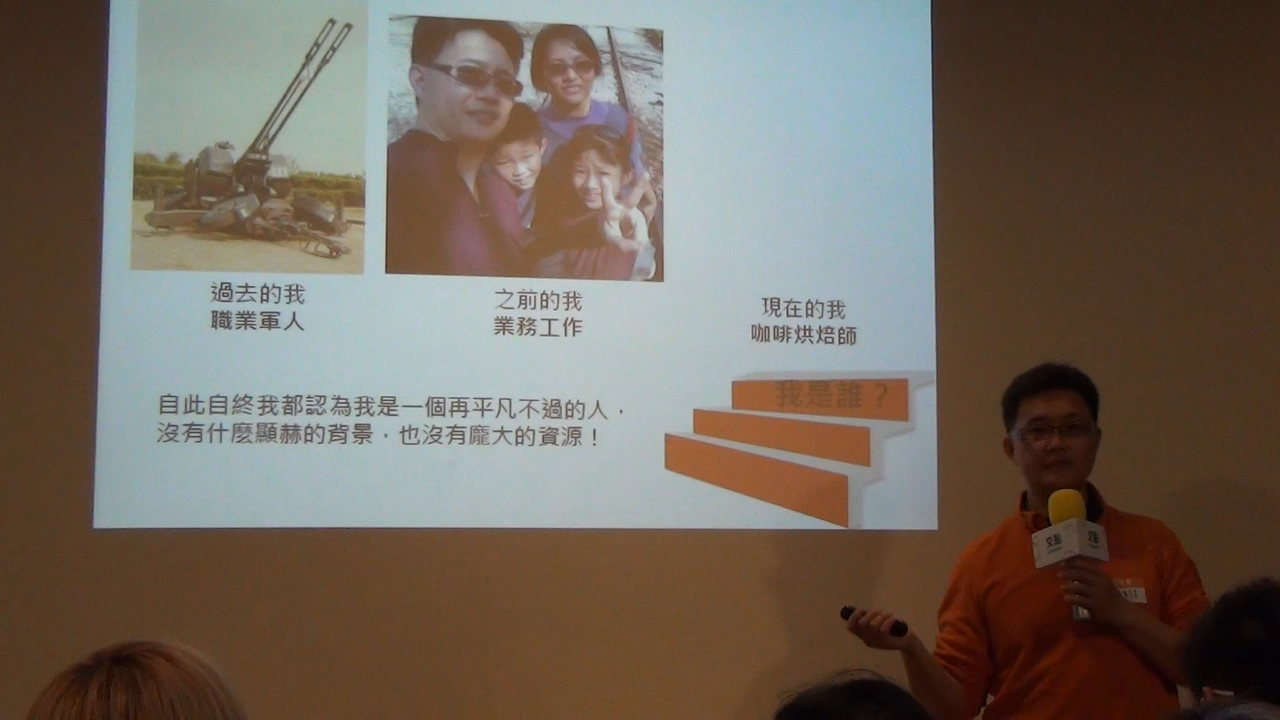 過去的我
職業軍人
之前的我
業務工作
現在的我
咖啡烘焙師
自此自終我都認為我是一個再平凡不過的人，
沒有什麼顯赫的背景，也沒有龐大的資源！
我是誰？